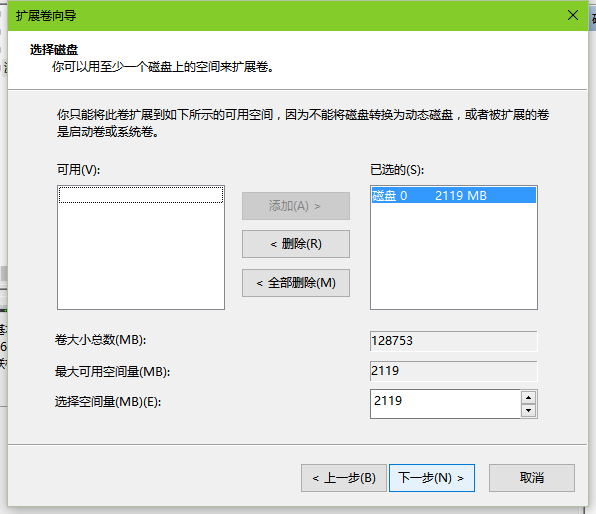 扩展卷向导
选择磁盘
你可以用至少一个磁盘上的空间来扩展卷。
你只能将此卷扩展到如下所示的可用空间，因为不能将磁盘转换为动态磁盘，或者被扩展的卷
是启动卷或系统卷。
可用(V):
已选的(S):
磁盘 0 2119 MB
添加(A) >
< 删除(R)
< 全部删除(M)
卷大小总数(MB): 128753
最大可用空间量(MB): 2119
选择空间量(MB)(E): 2119
< 上一步(B) 下一步(N) > 取消